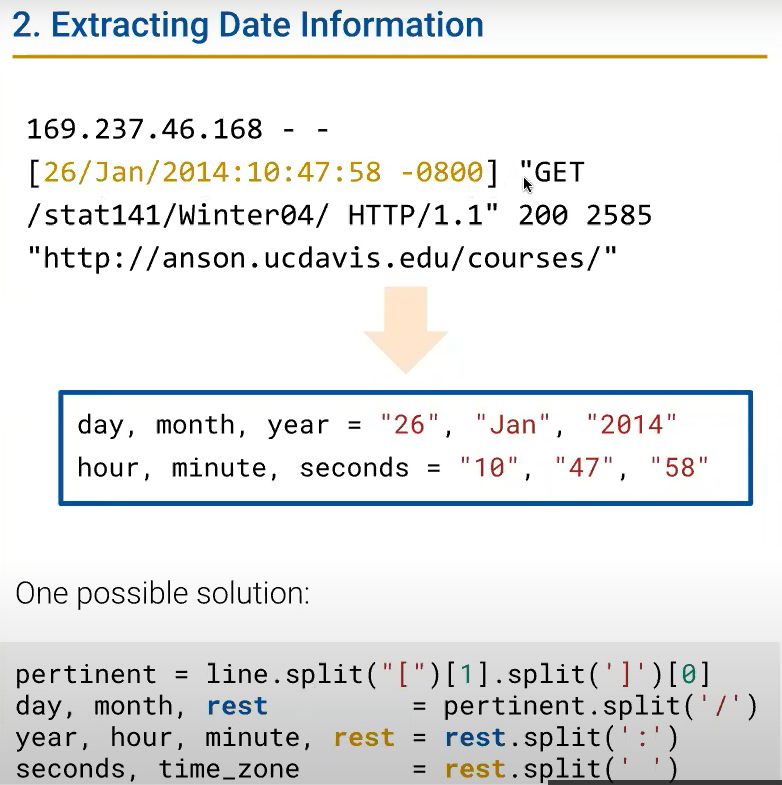 2. Extracting Date Information
169.237.46.168 - -
[26/Jan/2014:10:47:58 -0800] "GET
/stat141/Winter04/ HTTP/1.1" 200 2585
"http://anson.ucdavis.edu/courses/"
day, month, year = "26", "Jan", "2014"
hour, minute, seconds = "10", "47", "58"
One possible solution:
pertinent = line.split("[")[1].split(']')[0]
day, month, rest = pertinent.split('/')
year, hour, minute, rest = rest.split(':')
seconds, time_zone = rest.split(' ')